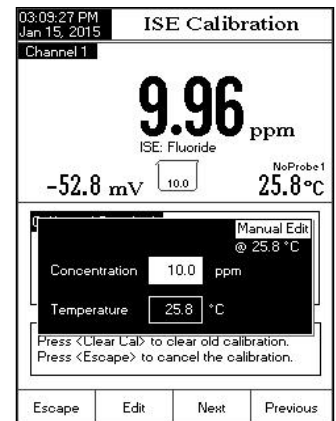 03:09:27 PM
Jan 15, 2015
ISE Calibration
Channel 1
9.96 ppm
ISE: Fluoride
-52.8 mV
10.0
NoProbe1
25.8°C
Manual Edit
@ 25.8 °C
Concentration 10.0 ppm
Temperature 25.8 °C
Press <Clear Cal> to clear old calibration.
Press <Escape> to cancel the calibration.
Escape Edit Next Previous